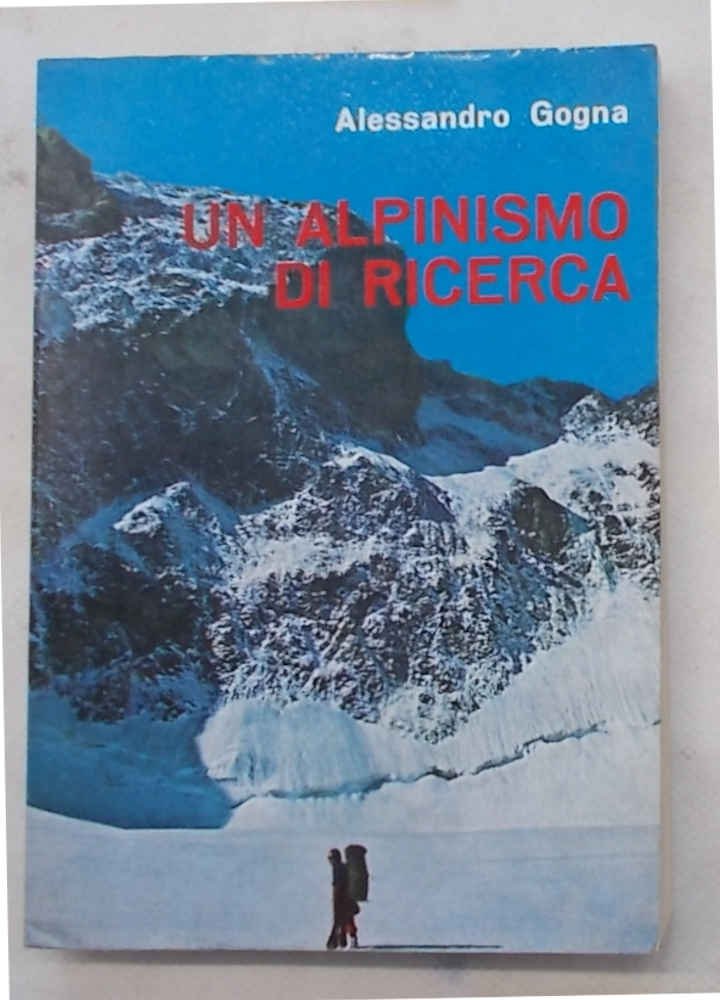 Alessandro Gogna
UN ALPINISMO
DI RICERCA